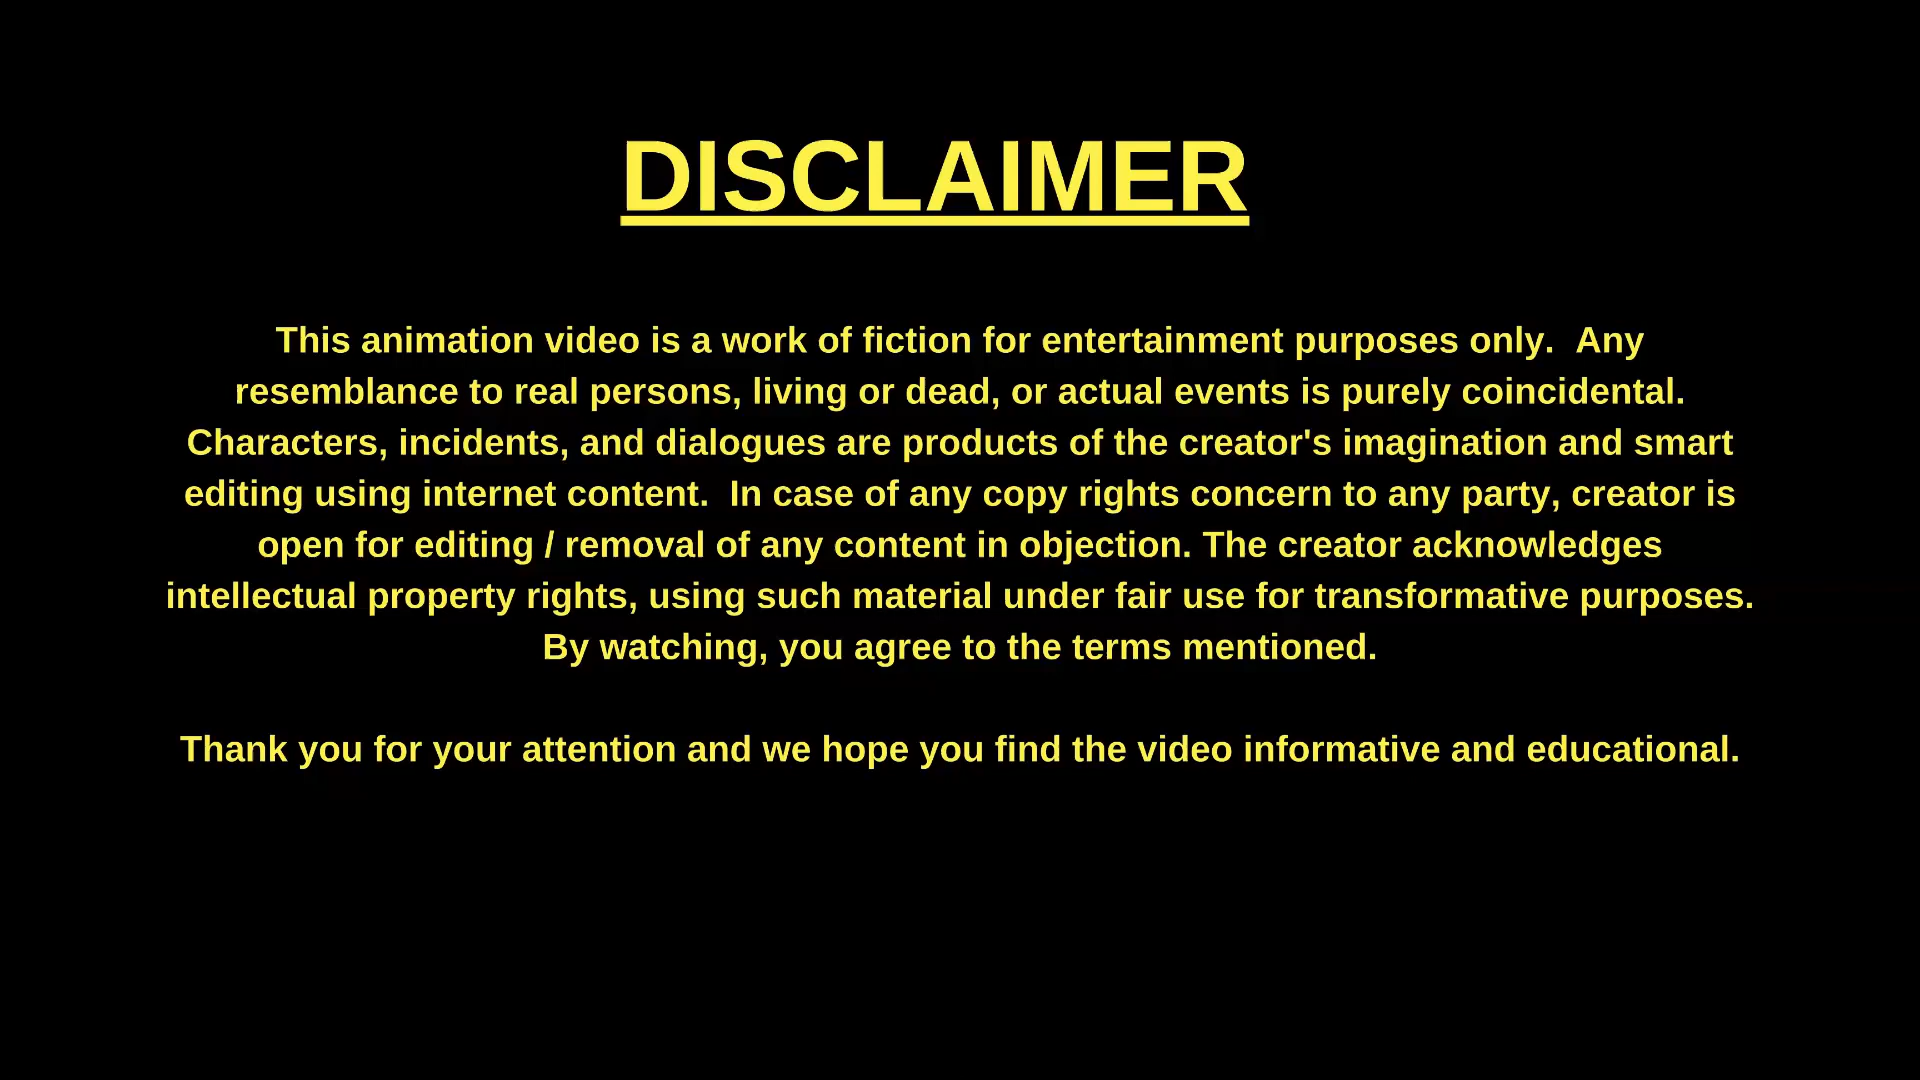 DISCLAIMER
This animation video is a work of fiction for entertainment purposes only.  Any
resemblance to real persons, living or dead, or actual events is purely coincidental.
Characters, incidents, and dialogues are products of the creator's imagination and smart
editing using internet content.  In case of any copy rights concern to any party, creator is
open for editing / removal of any content in objection. The creator acknowledges
intellectual property rights, using such material under fair use for transformative purposes.
By watching, you agree to the terms mentioned.
Thank you for your attention and we hope you find the video informative and educational.